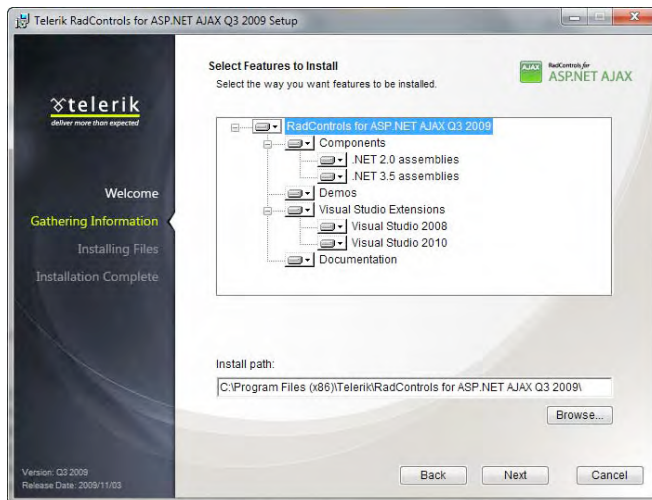 Telerik RadControls for ASP.NET AJAX Q3 2009 Setup
telerik
deliver more than expected
Welcome
Gathering Information
Installing Files
Installation Complete
Version: Q3 2009
Release Date: 2009/11/03
Select Features to Install
Select the way you want features to be installed.
AJAX
RadControls for
ASP.NET AJAX
RadControls for ASP.NET AJAX Q3 2009
Components
.NET 2.0 assemblies
.NET 3.5 assemblies
Demos
Visual Studio Extensions
Visual Studio 2008
Visual Studio 2010
Documentation
Install path:
C:\Program Files (x86)\Telerik\RadControls for ASP.NET AJAX Q3 2009\
Browse...
Back
Next
Cancel